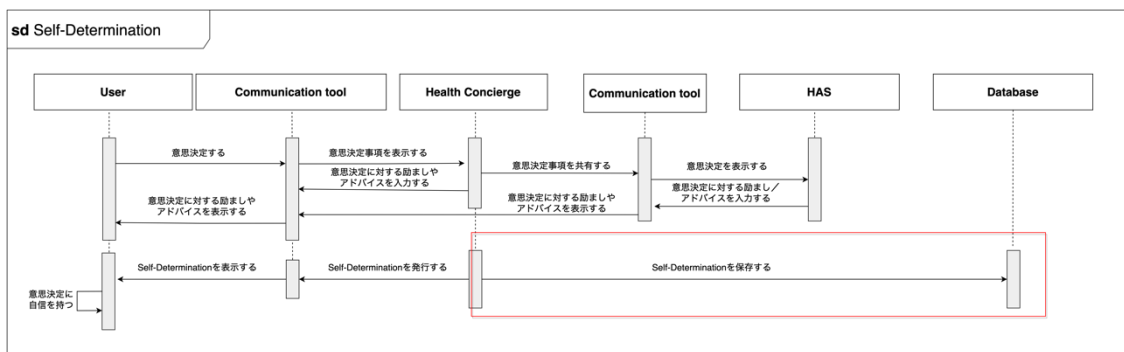 sd Self-Determination
User
Communication tool
Health Concierge
Communication tool
HAS
Database
意思決定する
意思決定事項を表示する
意思決定事項を共有する
意思決定を表示する
意思決定に対する励ましや
アドバイスを入力する
意思決定に対する励まし／
アドバイスを入力する
意思決定に対する励ましや
アドバイスを表示する
意思決定に対する励ましや
アドバイスを表示する
Self-Determinationを表示する
Self-Determinationを発行する
Self-Determinationを保存する
意思決定に
自信を持つ